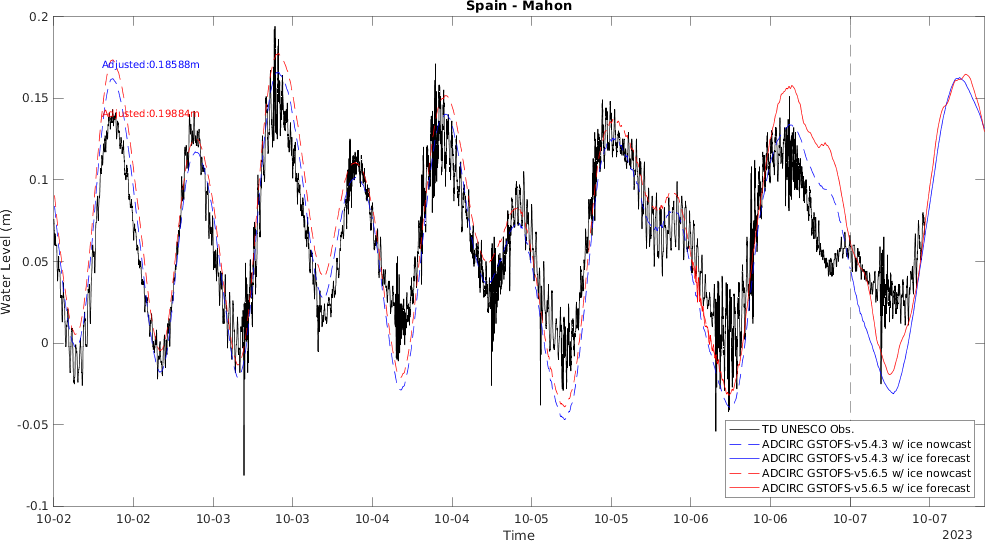 Spain - Mahon
0.2
0.15
0.1
0.05
0
-0.05
-0.1
Water Level (m)
Adjusted:0.18588m
Adjusted:0.19884m
TD UNESCO Obs.
ADCIRC GSTOFS-v5.4.3 w/ ice nowcast
ADCIRC GSTOFS-v5.4.3 w/ ice forecast
ADCIRC GSTOFS-v5.6.5 w/ ice nowcast
ADCIRC GSTOFS-v5.6.5 w/ ice forecast
10-02 10-02 10-03 10-03 10-04 10-04 10-05 10-05 10-06 10-06 10-07 10-07
Time
2023